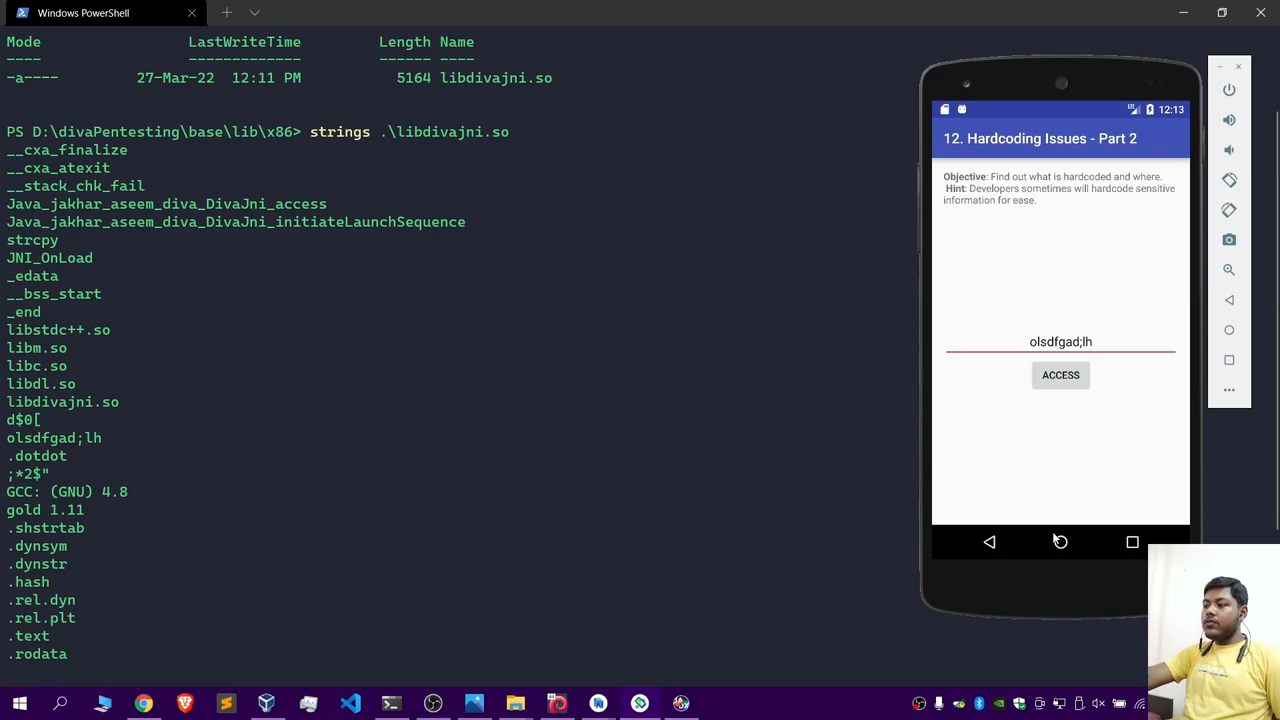 Windows PowerShell
Mode LastWriteTime Length Name
---- ------------- ------ ----
-a---- 27-Mar-22 12:11 PM 5164 libdivajni.so
PS D:\divaPentesting\base\lib\x86> strings .\libdivajni.so
__cxa_finalize
__cxa_atexit
__stack_chk_fail
Java_jakhar_aseem_diva_DivaJni_access
Java_jakhar_aseem_diva_DivaJni_initiateLaunchSequence
strcpy
JNI_OnLoad
_edata
__bss_start
_end
libstdc++.so
libm.so
libc.so
libdl.so
libdivajni.so
d$0[
olsdfgad;lh
.dotdot
;*2$"
GCC: (GNU) 4.8
gold 1.11
.shstrtab
.dynsym
.dynstr
.hash
.rel.dyn
.rel.plt
.text
.rodata
12:13
12. Hardcoding Issues - Part 2
Objective: Find out what is hardcoded and where.
Hint: Developers sometimes will hardcode sensitive
information for ease.
olsdfgad;lh
ACCESS